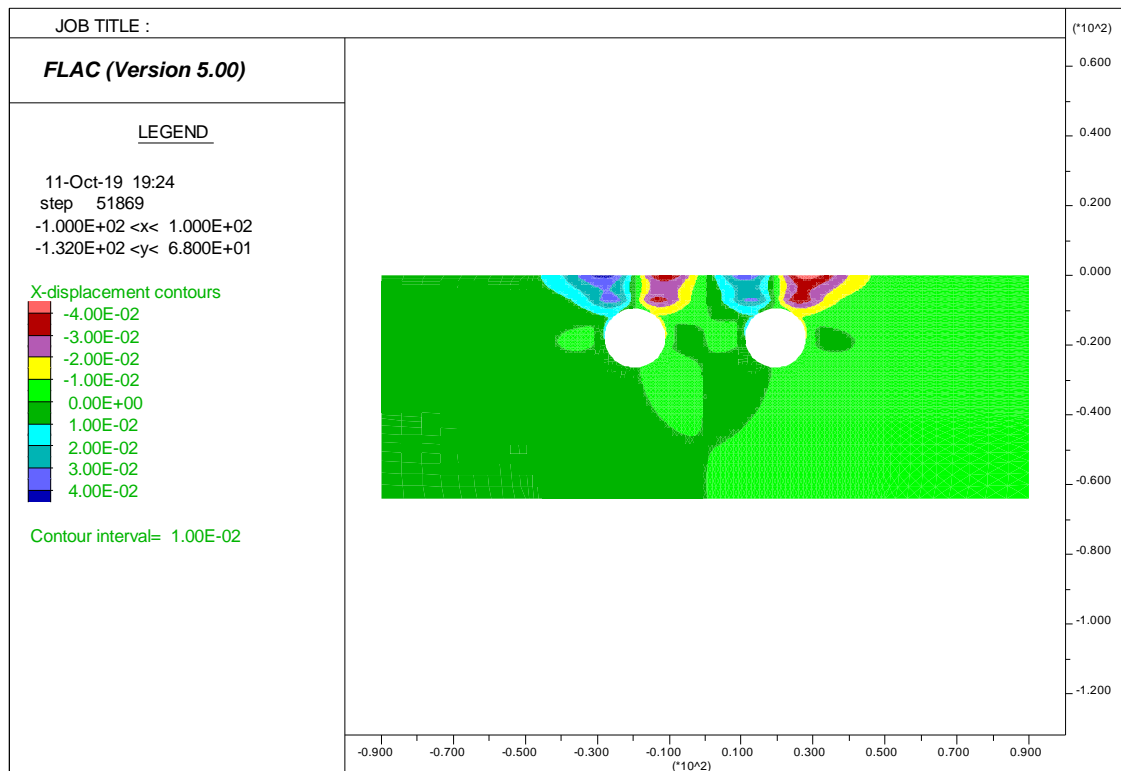 JOB TITLE :
FLAC (Version 5.00)
LEGEND
11-Oct-19 19:24
step 51869
-1.000E+02 <x< 1.000E+02
-1.320E+02 <y< 6.800E+01
X-displacement contours
-4.00E-02
-3.00E-02
-2.00E-02
-1.00E-02
0.00E+00
1.00E-02
2.00E-02
3.00E-02
4.00E-02
Contour interval= 1.00E-02
(*10^2)
0.600
0.400
0.200
0.000
-0.200
-0.400
-0.600
-0.800
-1.000
-1.200
-0.900 -0.700 -0.500 -0.300 -0.100 0.100 0.300 0.500 0.700 0.900
(*10^2)